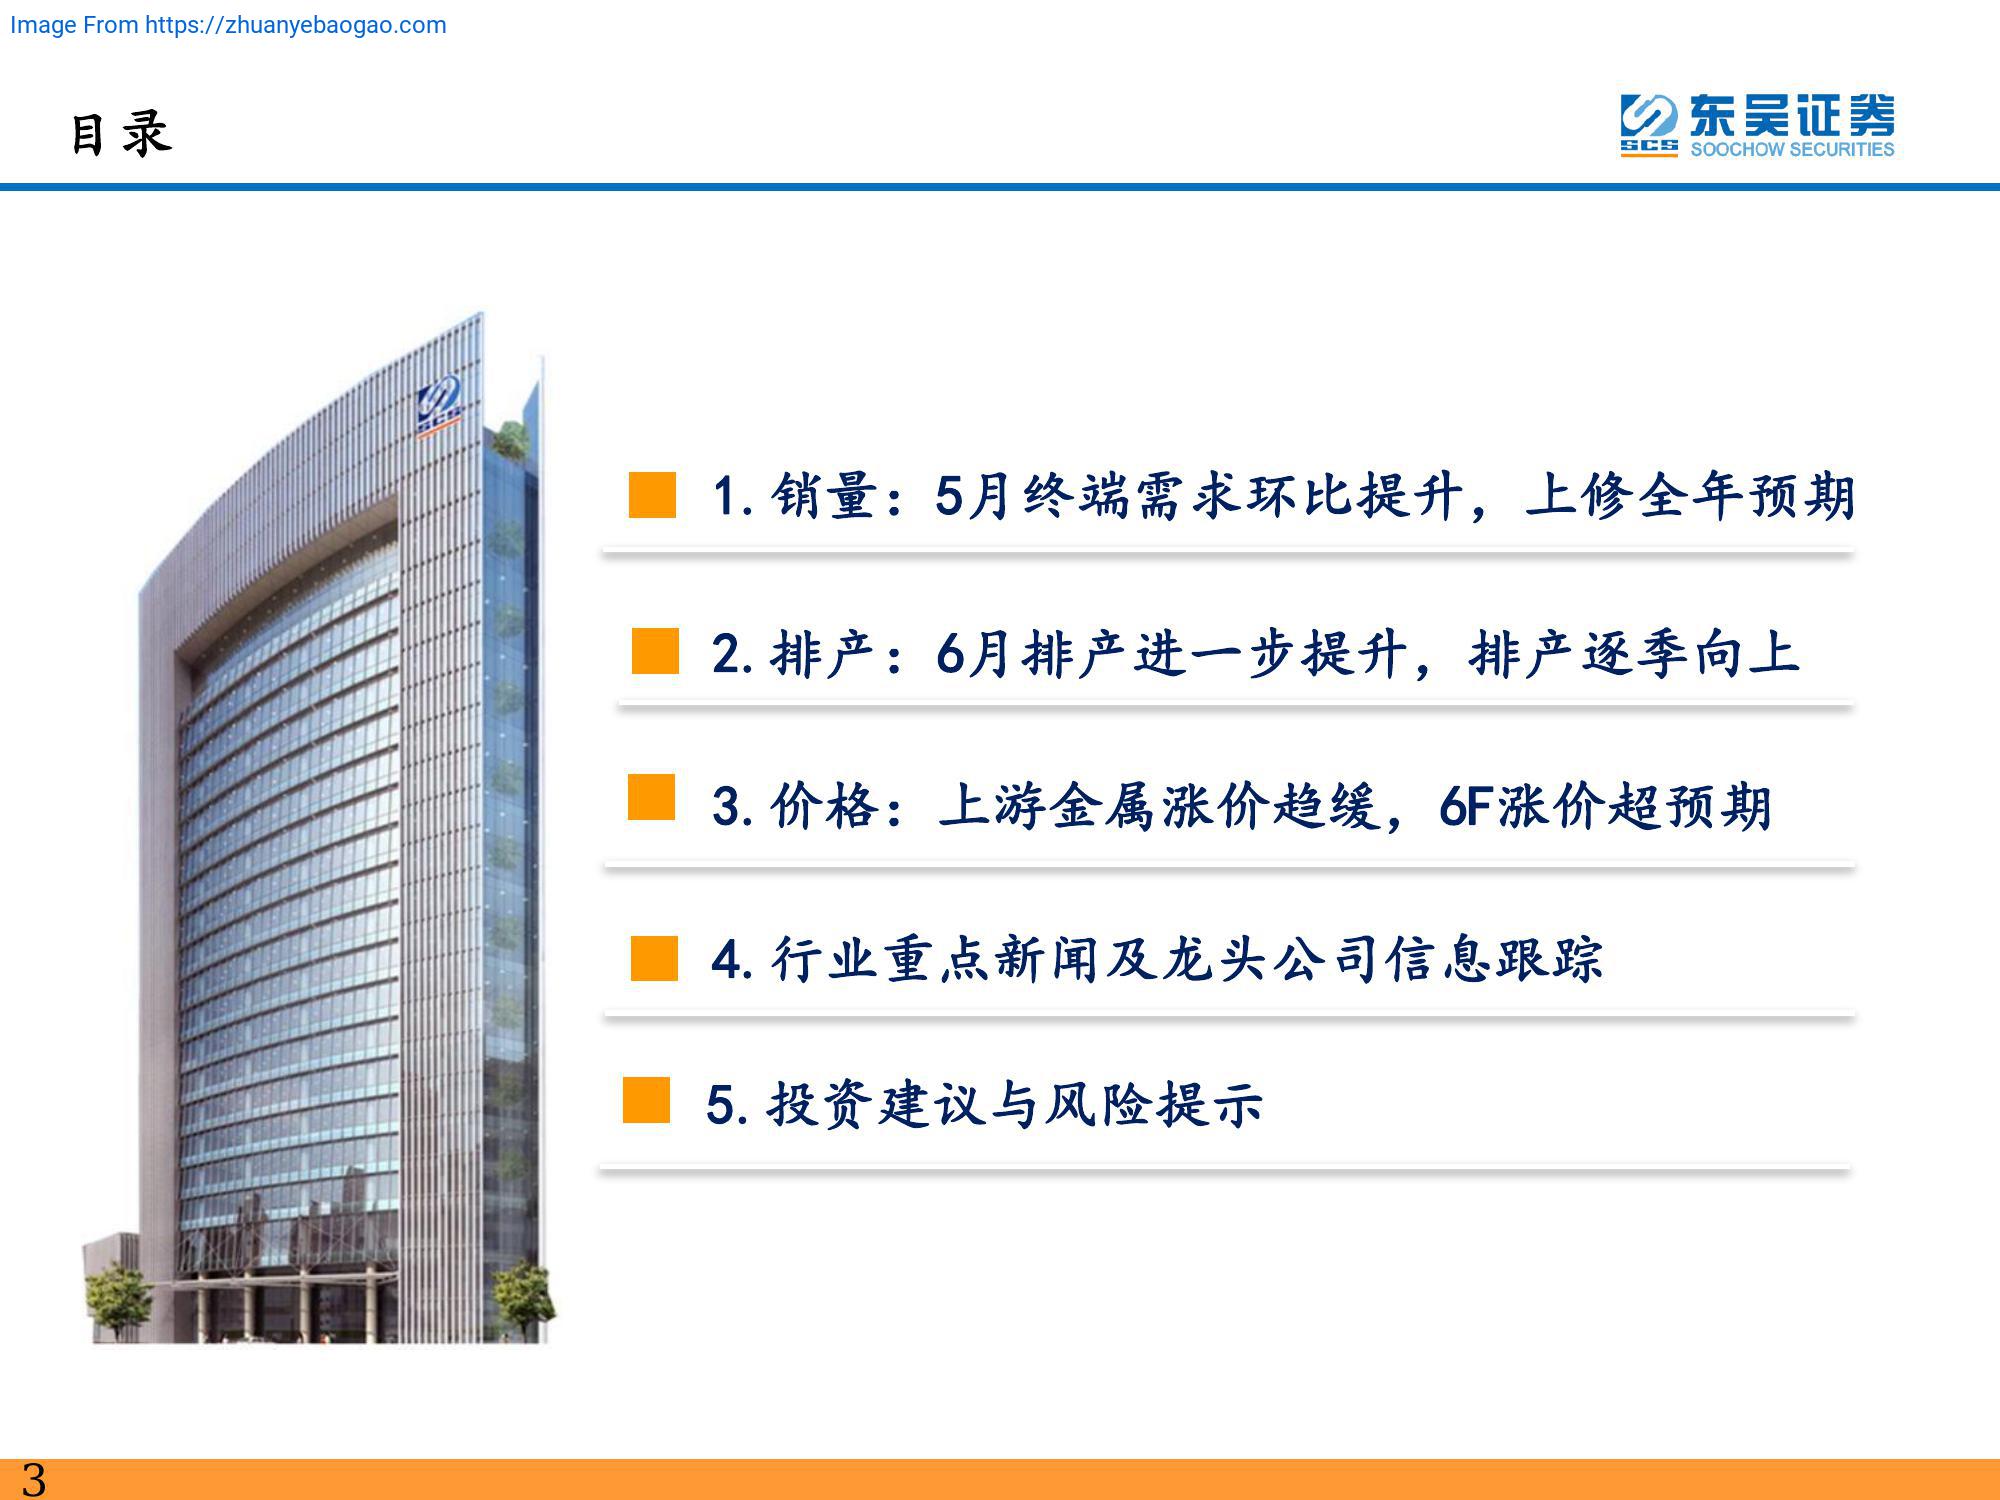 Image From https://zhuanyebaogao.com
目录
东吴证券
SCS
SOOCHOW SECURITIES
SCS
1. 销量：5月终端需求环比提升，上修全年预期
2. 排产：6月排产进一步提升，排产逐季向上
3. 价格：上游金属涨价趋缓，6F涨价超预期
4. 行业重点新闻及龙头公司信息跟踪
5. 投资建议与风险提示
3